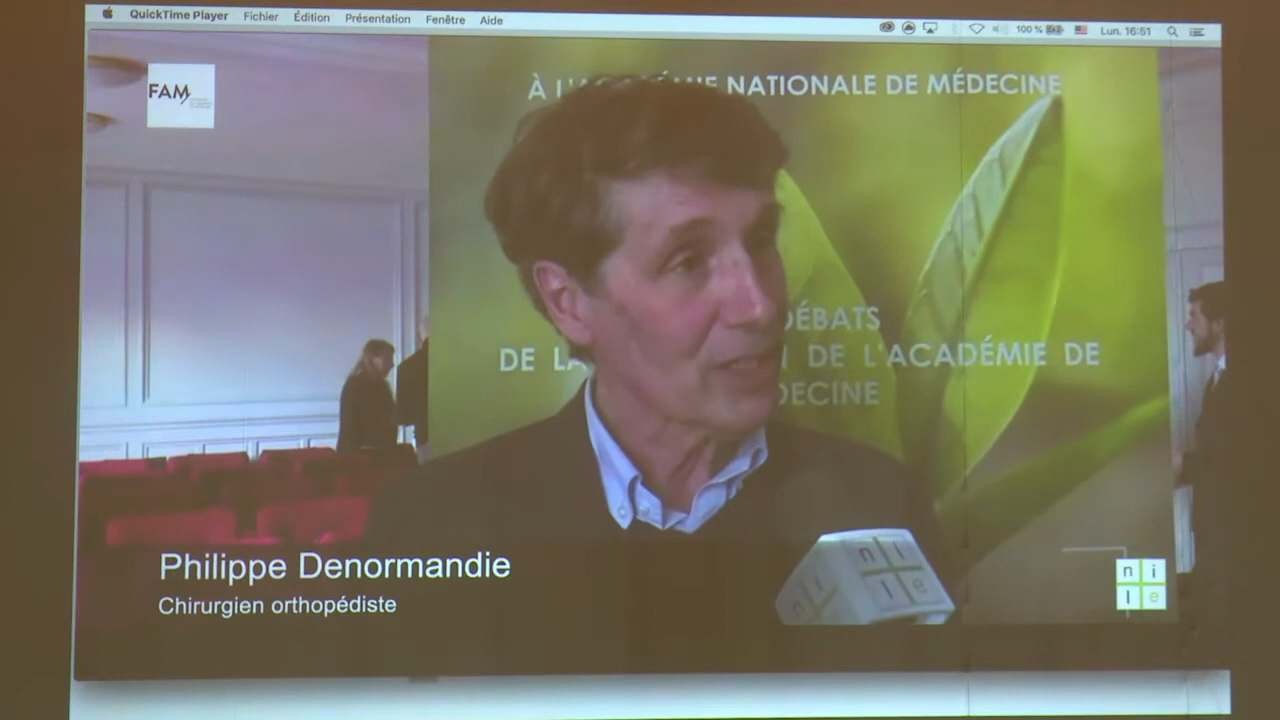 QuickTime Player Fichier Édition Présentation Fenêtre Aide
100 % Lun. 16:51
FAM
À L'ACADÉMIE NATIONALE DE MÉDECINE
DÉBATS
DE LA DE L'ACADÉMIE DE
DECINE
Philippe Denormandie
Chirurgien orthopédiste
n i
l e
n i
l e